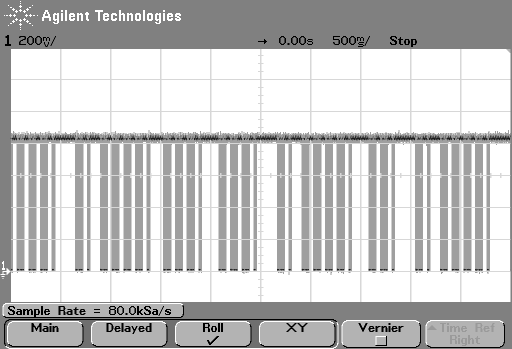 Agilent Technologies
1 200mV/ → 0.00s 500ms/ Stop
1
Sample Rate = 80.0kSa/s
Main Delayed Roll ✓ XY Vernier Time Ref Right